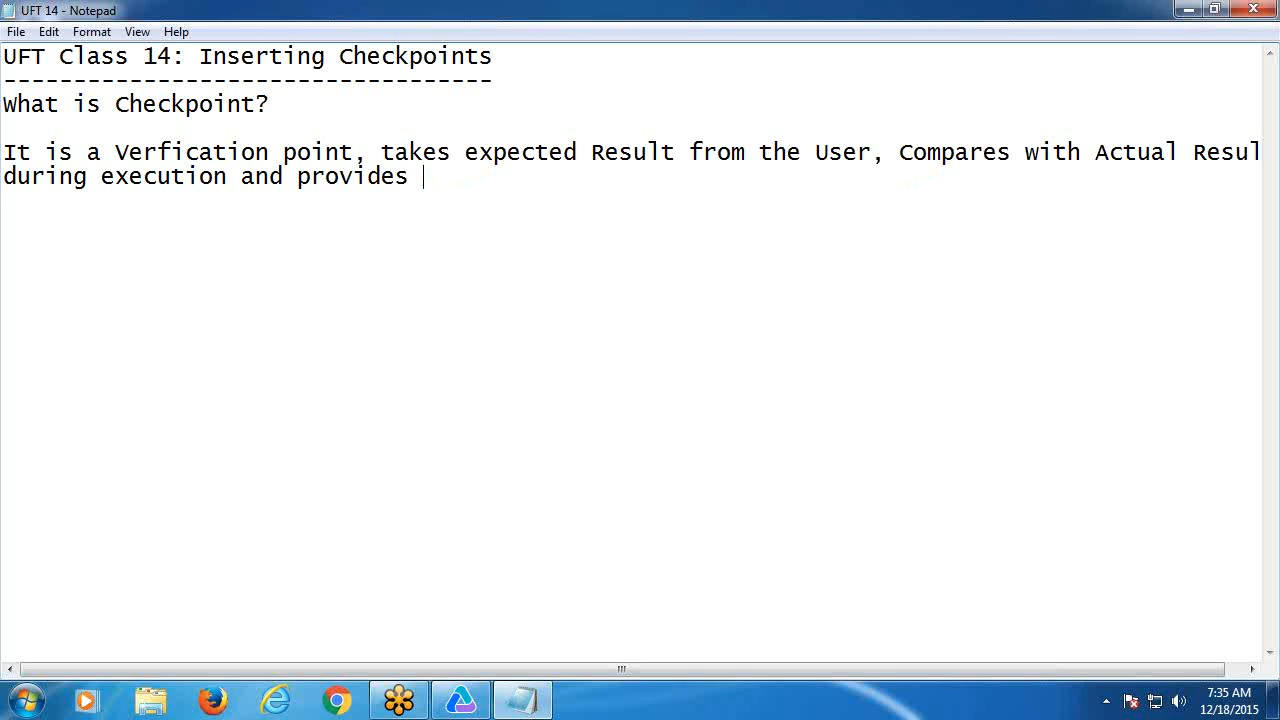 UFT 14 - Notepad
File Edit Format View Help
UFT Class 14: Inserting Checkpoints
-----------------------------------
What is Checkpoint?
It is a Verfication point, takes expected Result from the User, Compares with Actual Resul
during execution and provides
7:35 AM
12/18/2015